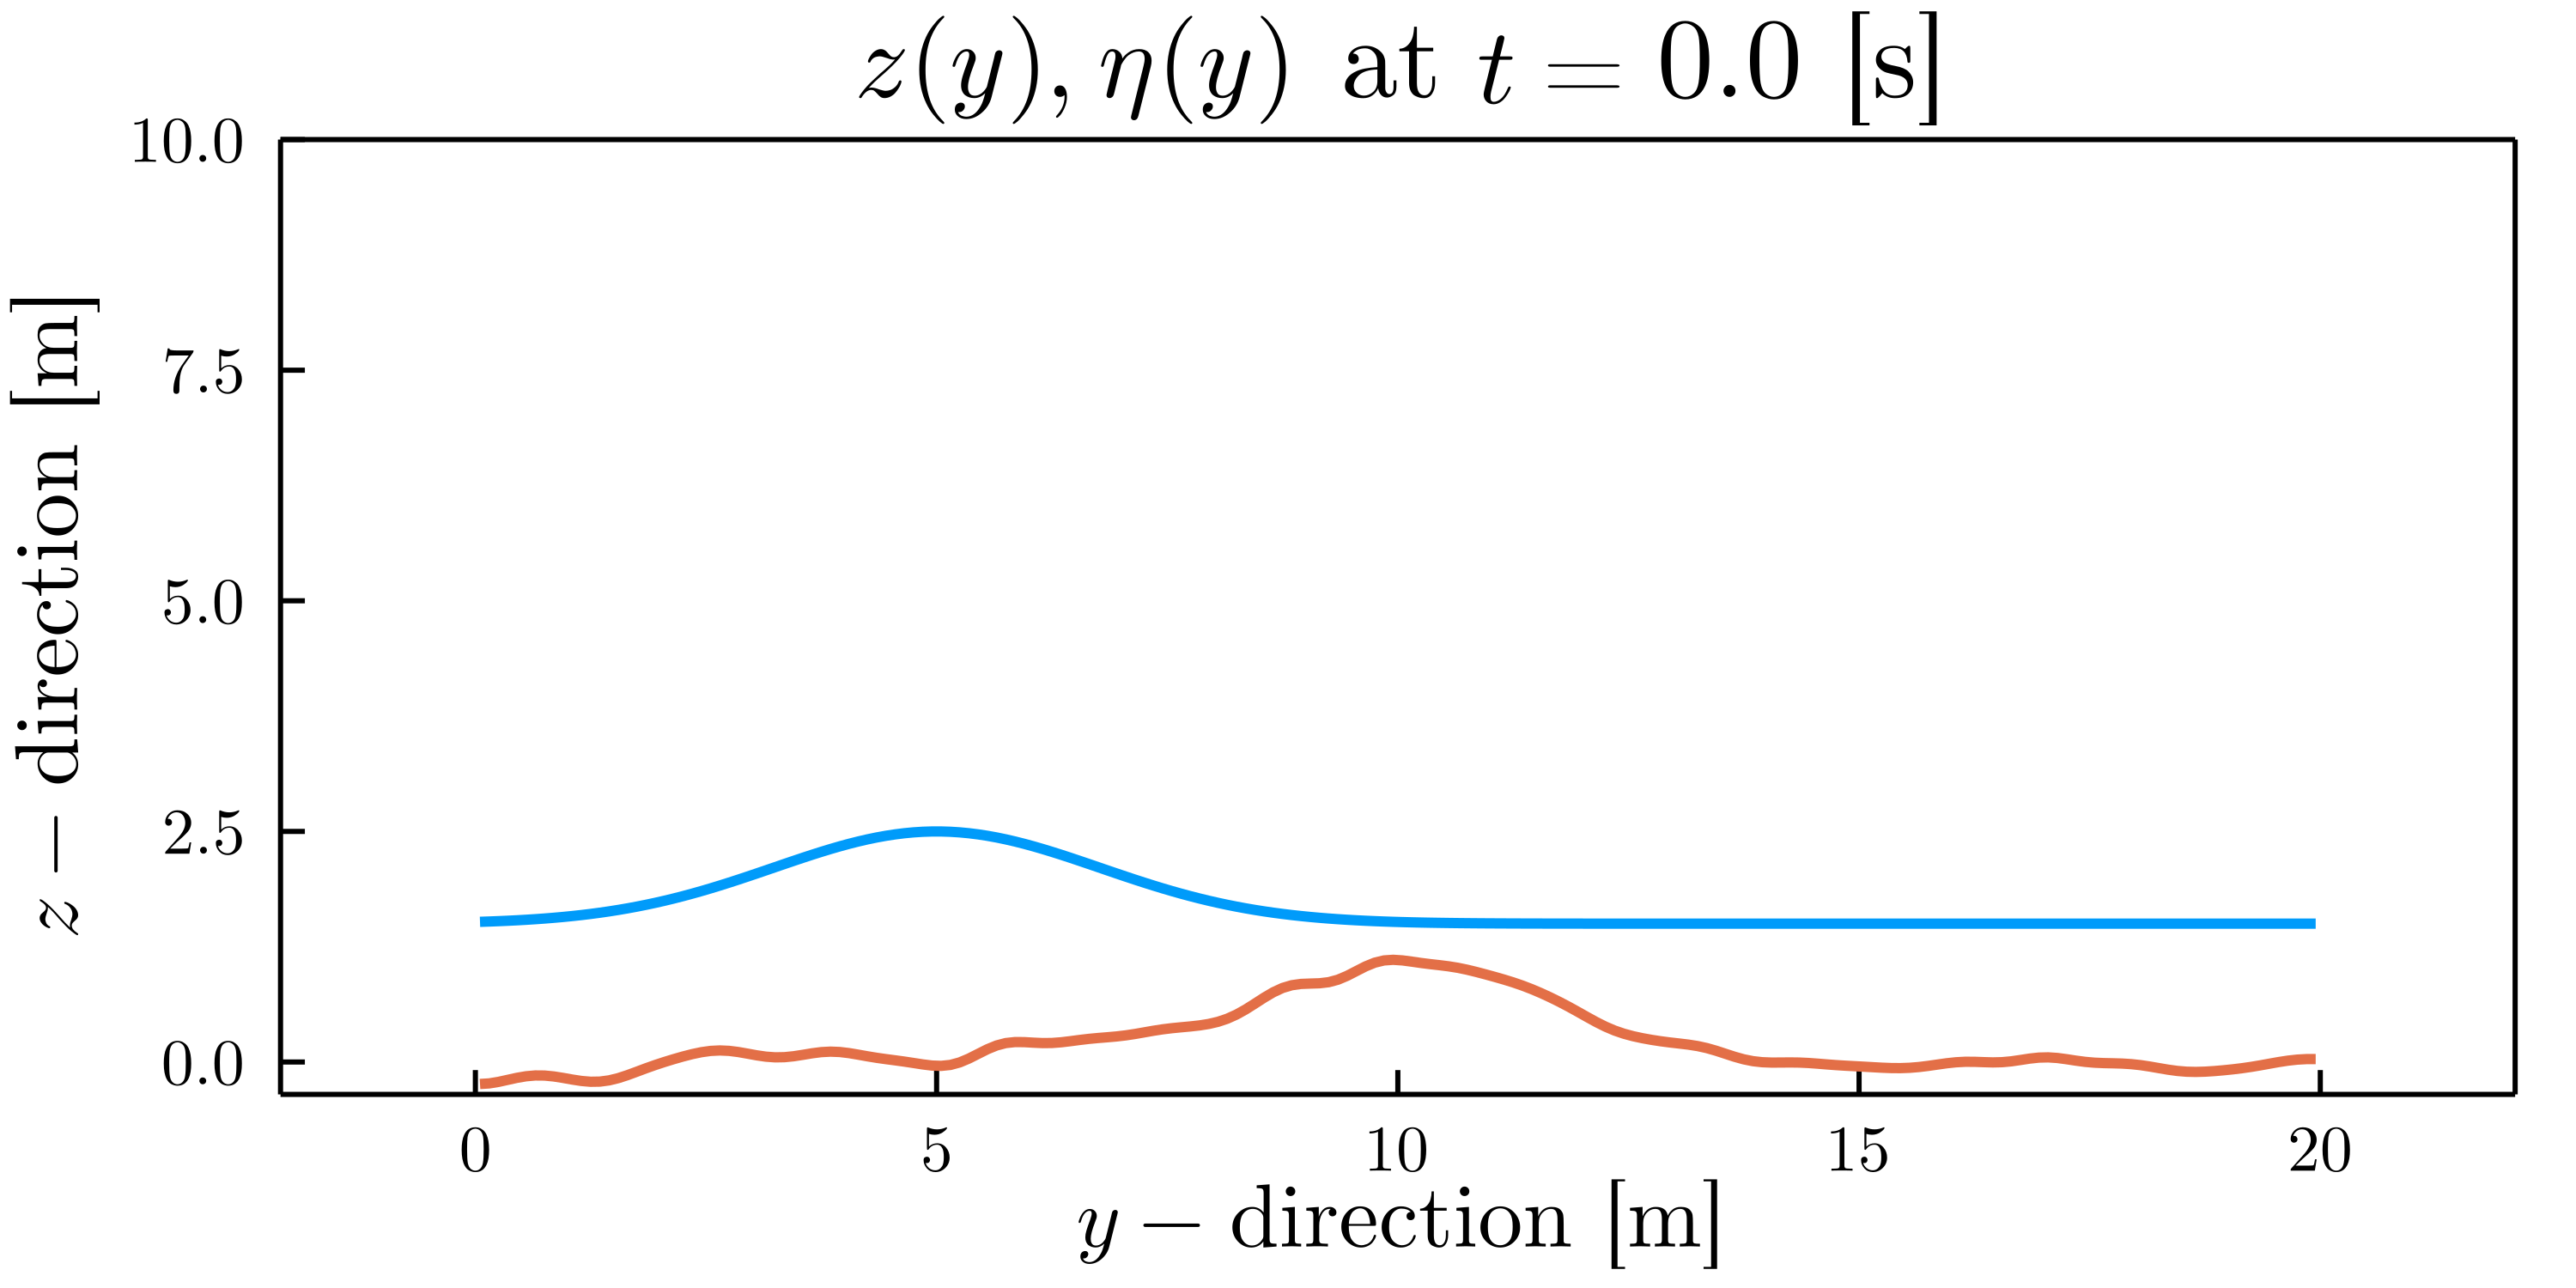 z(y), η(y) at t = 0.0 [s]
z − direction [m]
10.0
7.5
5.0
2.5
0.0
0 5 10 15 20
y − direction [m]